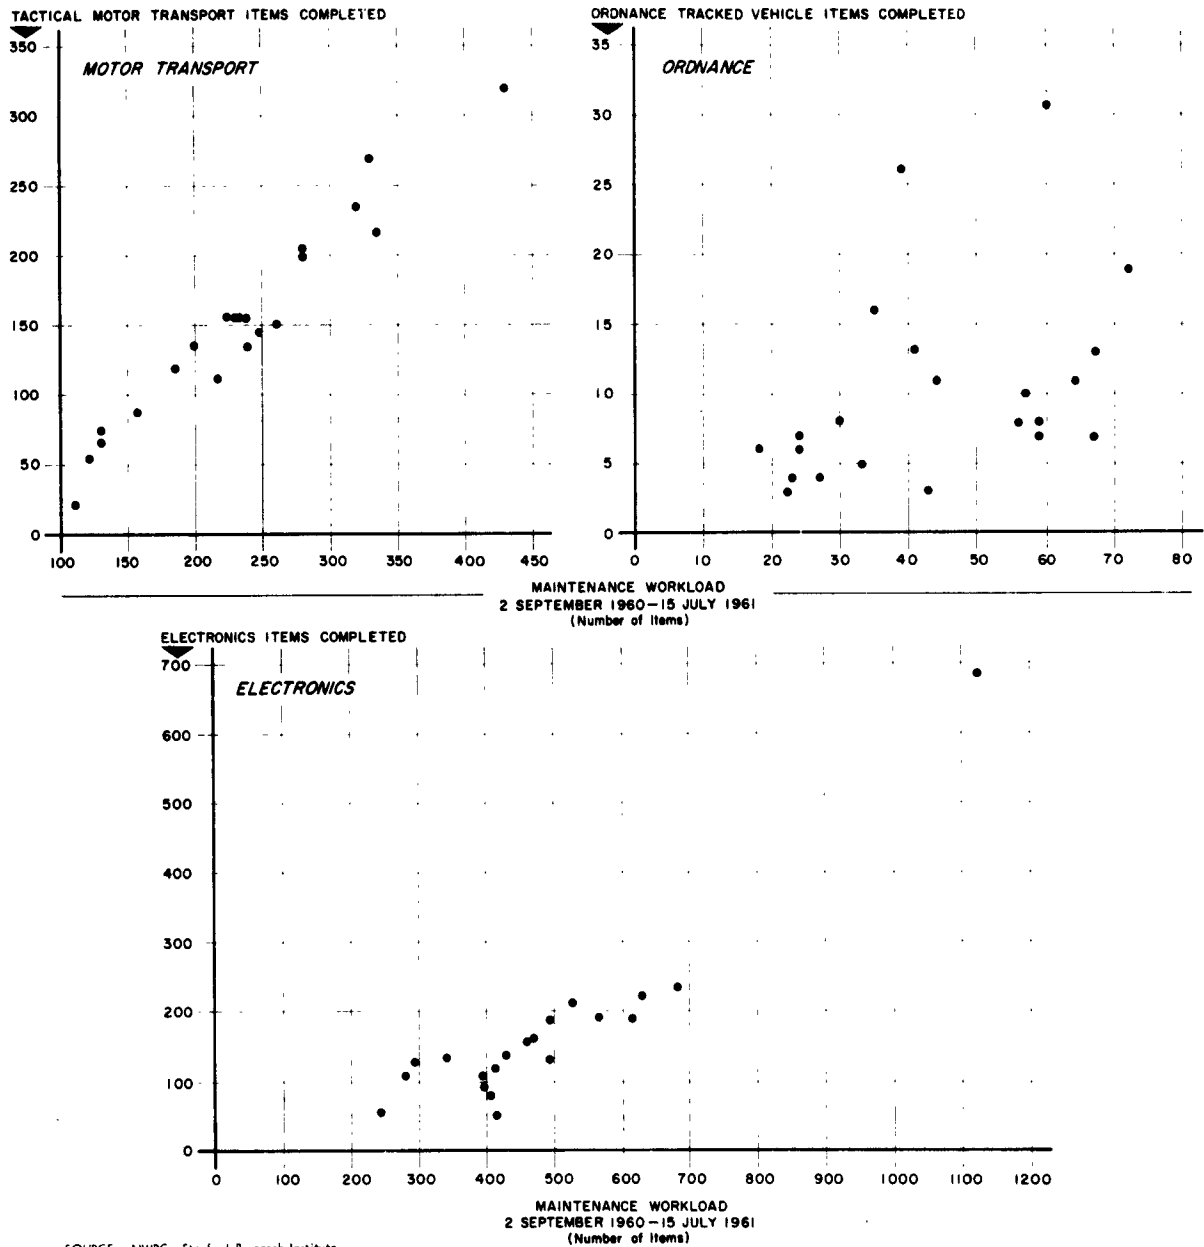 TACTICAL MOTOR TRANSPORT ITEMS COMPLETED
350
MOTOR TRANSPORT
300
250
200
150
100
50
0
100 150 200 250 300 350 400 450
ORDNANCE TRACKED VEHICLE ITEMS COMPLETED
35
ORDNANCE
30
25
20
15
10
5
0
0 10 20 30 40 50 60 70 80
MAINTENANCE WORKLOAD
2 SEPTEMBER 1960-15 JULY 1961
(Number of Items)
ELECTRONICS ITEMS COMPLETED
700
ELECTRONICS
600
500
400
300
200
100
0
0 100 200 300 400 500 600 700 800 900 1000 1100 1200
MAINTENANCE WORKLOAD
2 SEPTEMBER 1960-15 JULY 1961
(Number of Items)